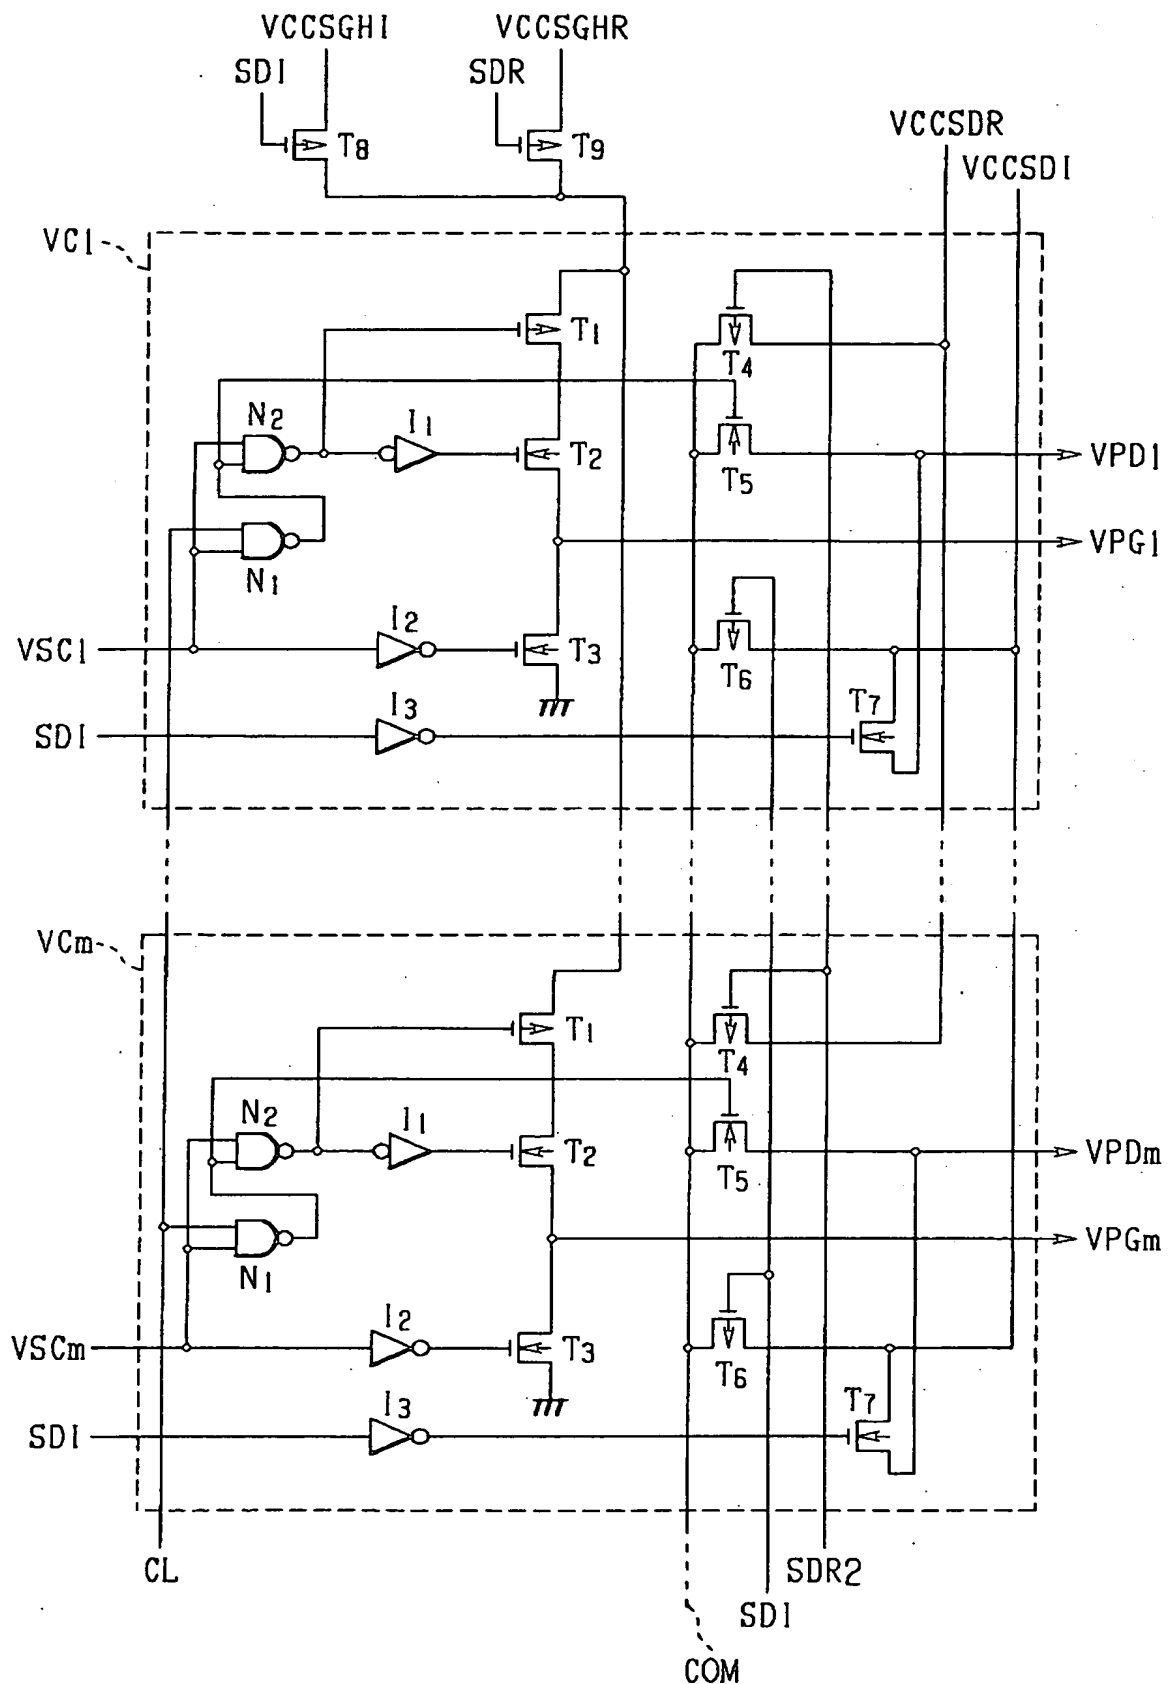 VCCSGHI VCCSGHR
SDI SDR
T8 T9
VCCSDR
VCCSDI
VC1
T1
T4
N2 I1 T2 T5 VPD1
VPG1
N1
VSC1 I2 T3 T6
SDI I3 T7
VCm
T1
T4
N2 I1 T2 T5 VPDm
VPGm
N1
VSCm I2 T3 T6
SDI I3 T7
CL SDR2
SDI
COM